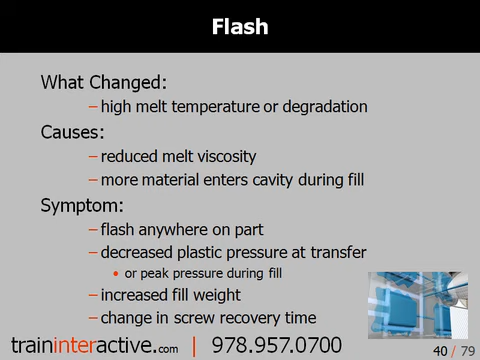 Flash
What Changed:
– high melt temperature or degradation
Causes:
– reduced melt viscosity
– more material enters cavity during fill
Symptom:
– flash anywhere on part
– decreased plastic pressure at transfer
• or peak pressure during fill
– increased fill weight
– change in screw recovery time
traininteractive.com | 978.957.0700
40 / 79